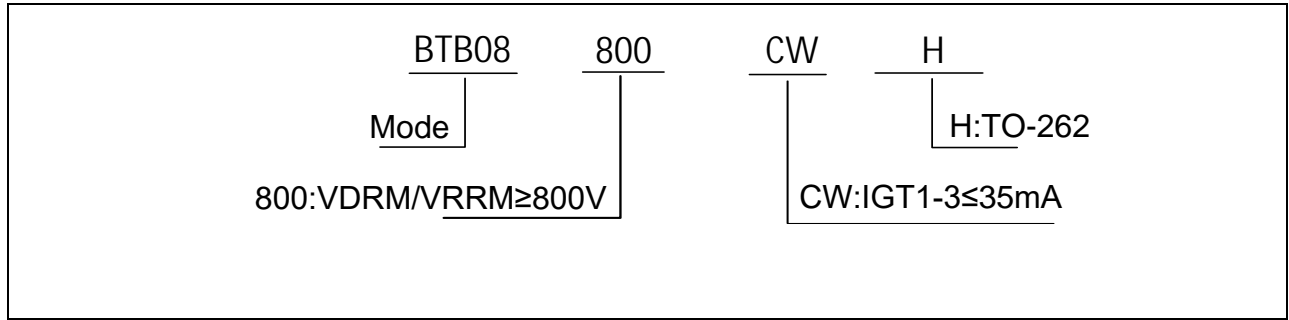 BTB08 800 CW H
Mode H:TO-262
800:VDRM/VRRM≥800V CW:IGT1-3≤35mA